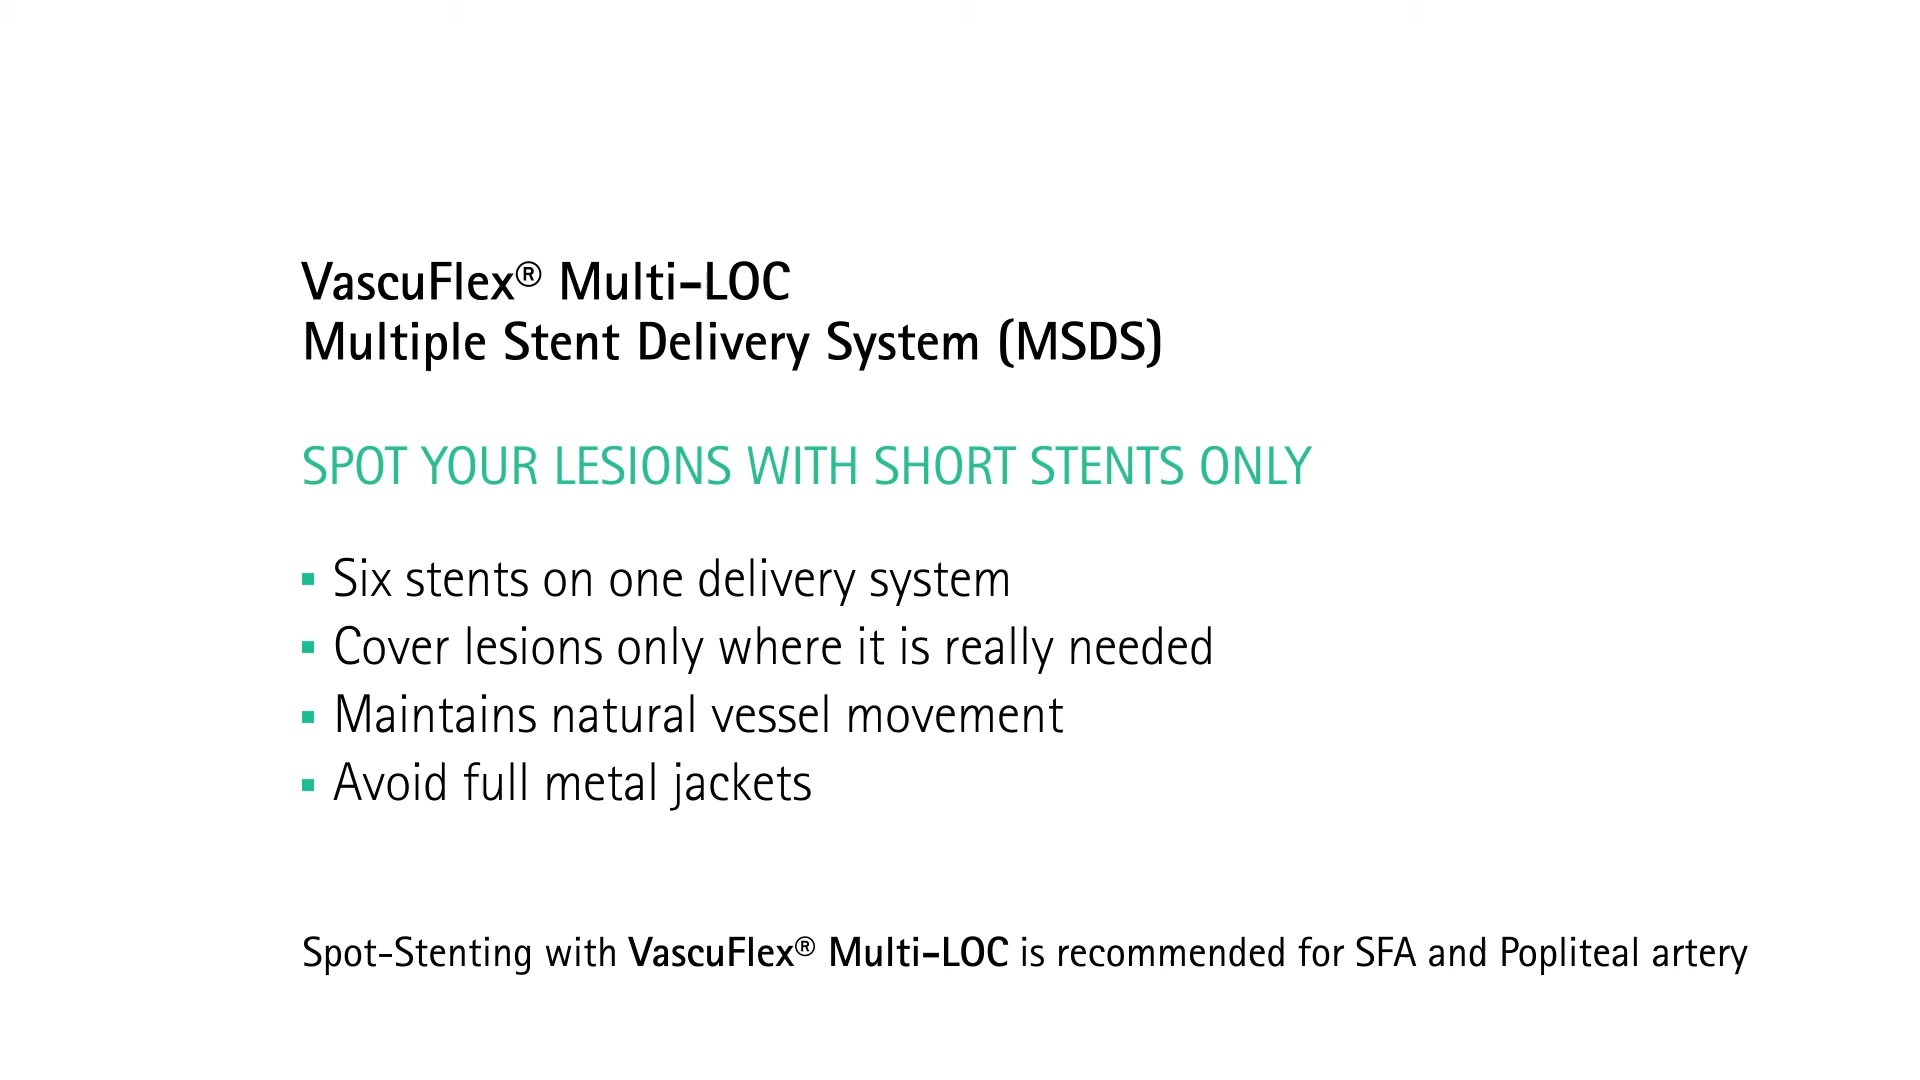 VascuFlex® Multi-LOC
Multiple Stent Delivery System (MSDS)
SPOT YOUR LESIONS WITH SHORT STENTS ONLY
▪ Six stents on one delivery system
▪ Cover lesions only where it is really needed
▪ Maintains natural vessel movement
▪ Avoid full metal jackets
Spot-Stenting with VascuFlex® Multi-LOC is recommended for SFA and Popliteal artery